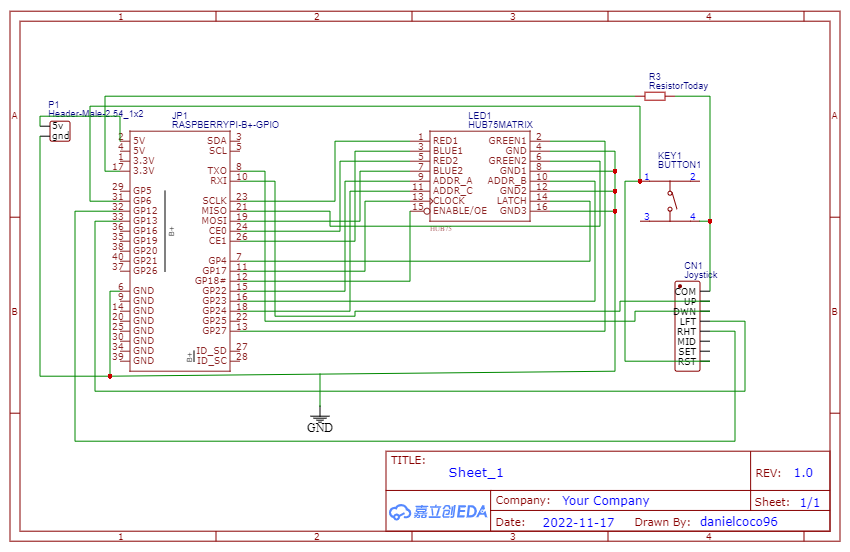 1 2 3 4
A A
B B
P1
Header-Male-2.54_1x2
5v
gnd
JP1
RASPBERRYPI-B+-GPIO
2 5V SDA 3
4 5V SCL 5
1 3.3V
17 3.3V TXO 8
RXI 10
29 GP5
31 GP6 SCLK 23
32 GP12 MISO 21
33 GP13 MOSI 19
36 GP16 CE0 24
35 GP19 CE1 26
38 GP20
40 GP21 GP4 7
37 GP26 GP17 11
GP18# 12
6 GND GP22 15
9 GND GP23 16
14 GND GP24 18
20 GND GP25 22
25 GND GP27 13
30 GND
34 GND ID_SD 27
39 GND ID_SC 28
B+
B+
LED1
HUB75MATRIX
1 RED1 GREEN1 2
3 BLUE1 GND 4
5 RED2 GREEN2 6
7 BLUE2 GND1 8
9 ADDR_A ADDR_B 10
11 ADDR_C GND2 12
13 CLOCK LATCH 14
15 ENABLE/OE GND3 16
HUB75
R3
ResistorToday
KEY1
BUTTON1
1 2
3 4
CN1
Joystick
COM
UP
DWN
LFT
RHT
MID
SET
RST
GND
TITLE:
Sheet_1
REV: 1.0
嘉立创EDA
Company: Your Company
Sheet: 1/1
Date: 2022-11-17 Drawn By: danielcoco96
1 2 3 4